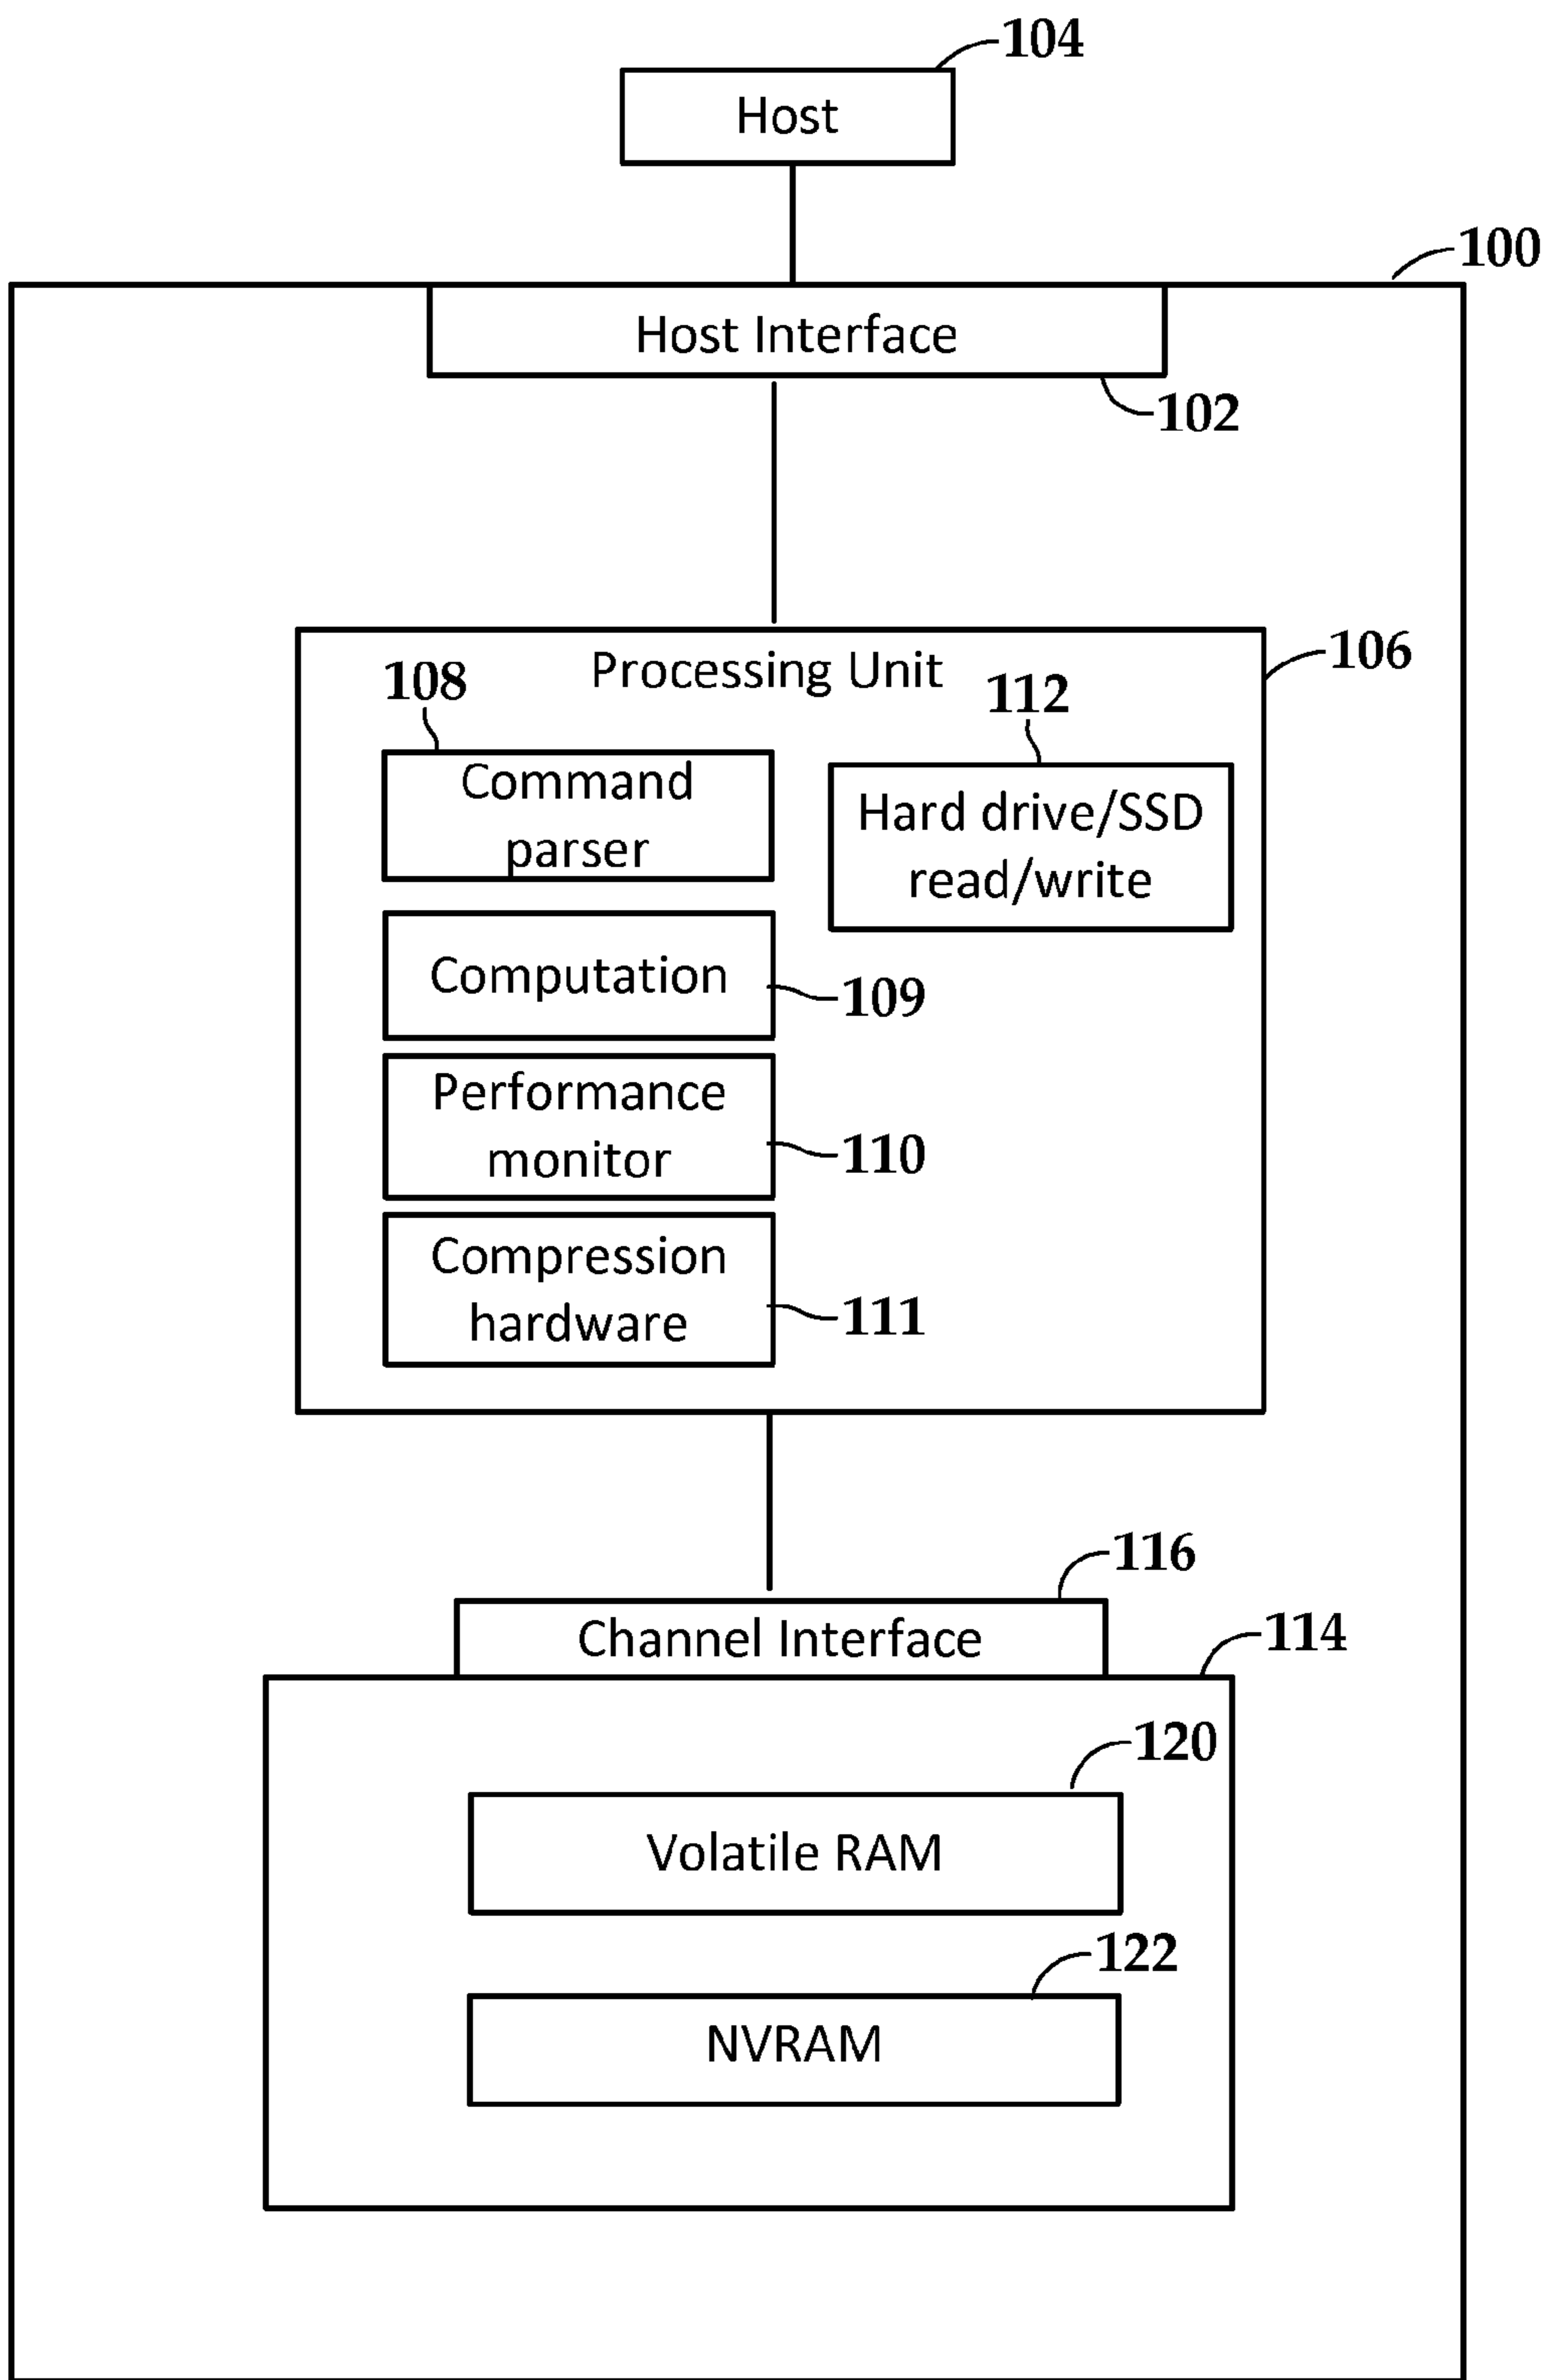 104
Host
100
Host Interface
102
Processing Unit
106
108
112
Command
parser
Hard drive/SSD
read/write
Computation
109
Performance
monitor
110
Compression
hardware
111
116
Channel Interface
114
120
Volatile RAM
122
NVRAM